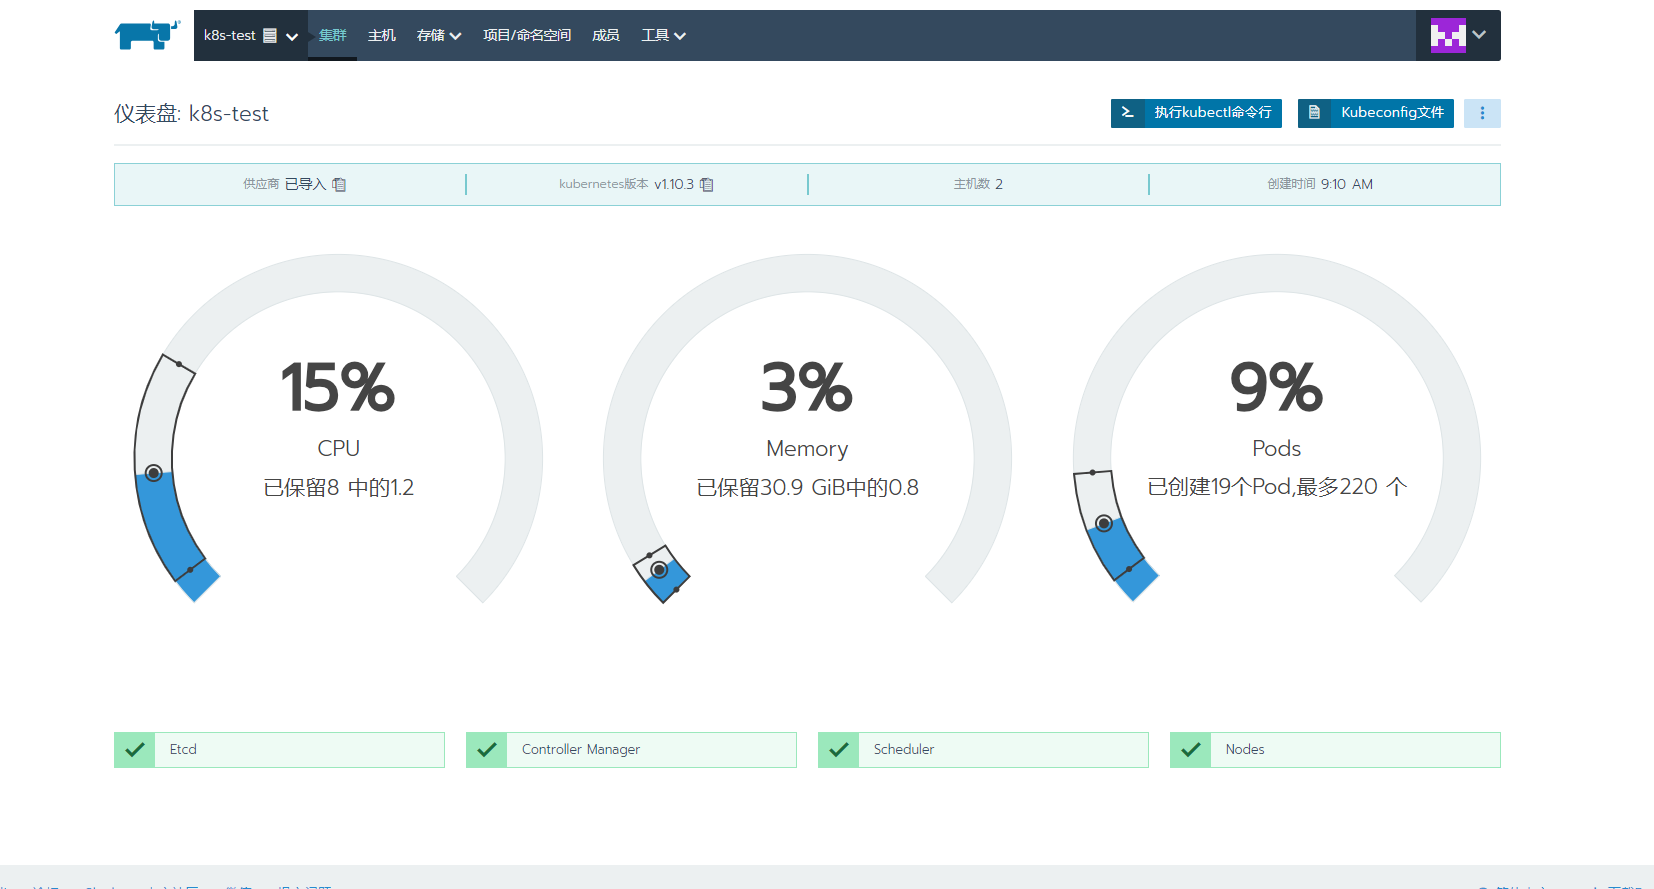 k8s-test 集群 主机 存储 项目/命名空间 成员 工具
仪表盘: k8s-test
执行kubectl命令行 Kubeconfig文件
供应商 已导入 kubernetes版本 v1.10.3 主机数 2 创建时间 9:10 AM
15% 3% 9%
CPU Memory Pods
已保留8 中的1.2 已保留30.9 GiB中的0.8 已创建19个Pod,最多220 个
Etcd Controller Manager Scheduler Nodes